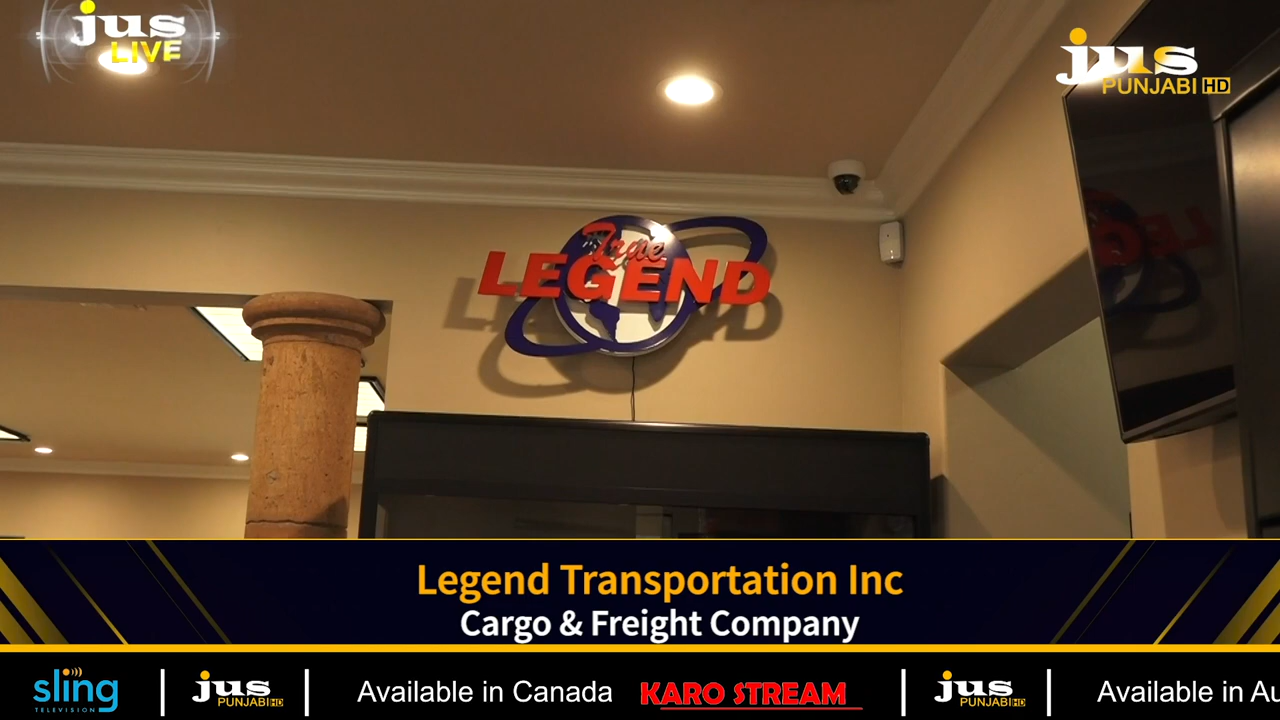 jus
LIVE
jus
PUNJABI HD
True
LEGEND
Legend Transportation Inc
Cargo & Freight Company
sling
TELEVISION
jus
PUNJABI HD
Available in Canada
KARO STREAM
jus
PUNJABI HD
Available in Au